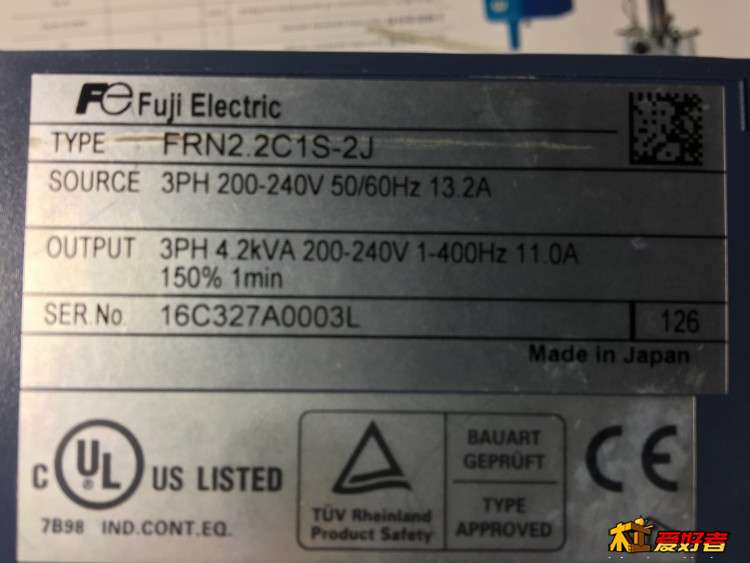 Fe Fuji Electric
TYPE FRN2.2C1S-2J
SOURCE 3PH 200-240V 50/60Hz 13.2A
OUTPUT 3PH 4.2kVA 200-240V 1-400Hz 11.0A
150% 1min
SER.No. 16C327A0003L 126
Made in Japan
C UL US LISTED
®
7B98 IND.CONT.EQ.
TÜV Rheinland
Product Safety
BAUART
GEPRÜFT
TYPE
APPROVED
CE
爱好者